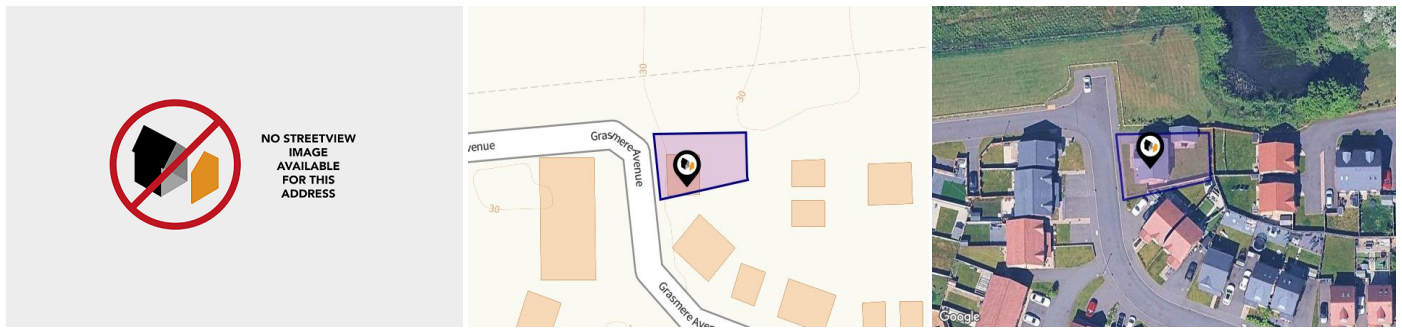 NO STREETVIEW
IMAGE
AVAILABLE
FOR THIS
ADDRESS
30
30
30
Grasmere Avenue
venue
Grasmere Ave
Google